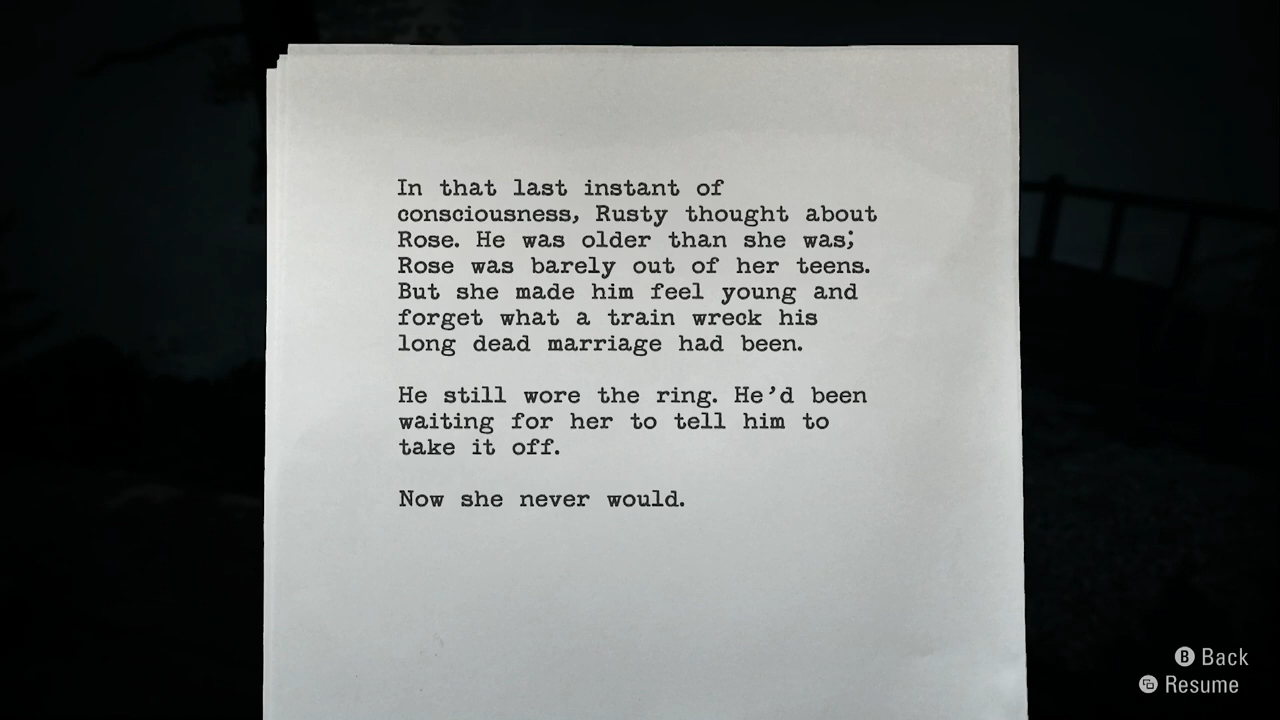 In that last instant of
consciousness, Rusty thought about
Rose. He was older than she was;
Rose was barely out of her teens.
But she made him feel young and
forget what a train wreck his
long dead marriage had been.
He still wore the ring. He’d been
waiting for her to tell him to
take it off.
Now she never would.
B Back
Resume